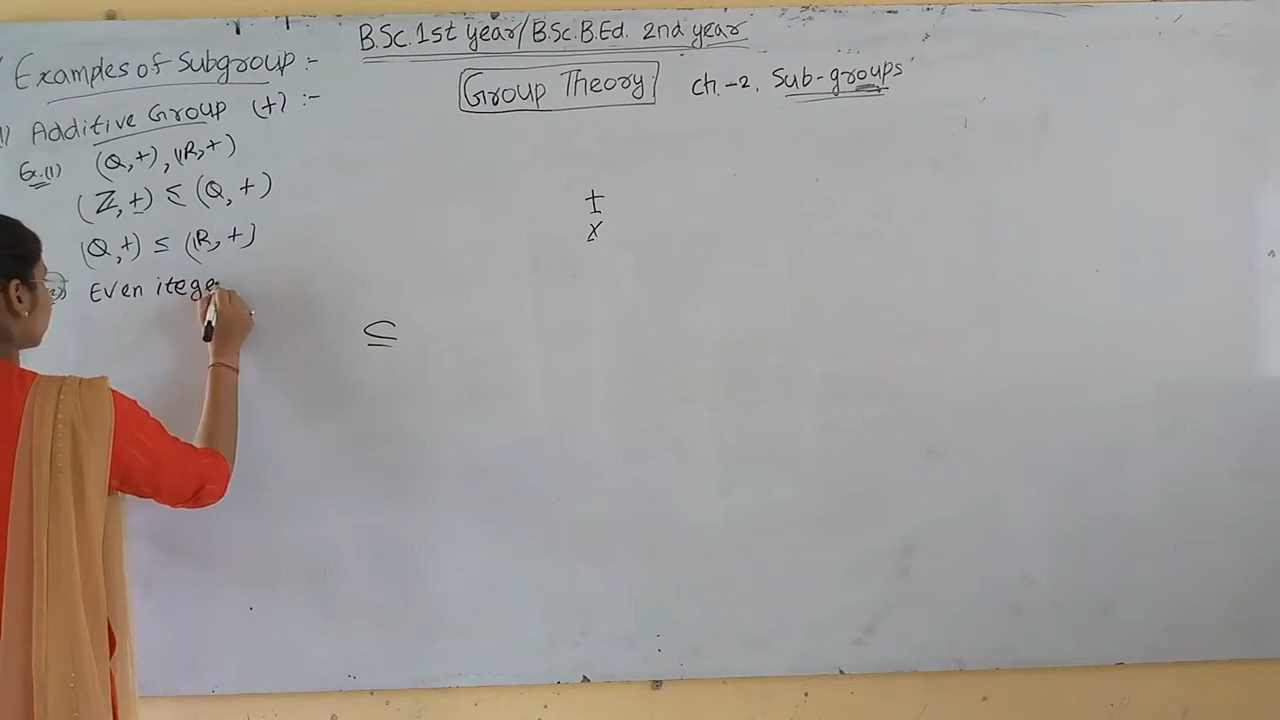 B.Sc. 1st year/B.Sc.B.Ed. 2nd year
Group Theory ch.-2. Sub-groups
Examples of Subgroup :-
1) Additive Group (+) :-
Ex.(1) (Q,+), (R,+)
(Z,+) ≤ (Q,+)
(Q,+) ≤ (R,+)
Even itege
+
x
⊆